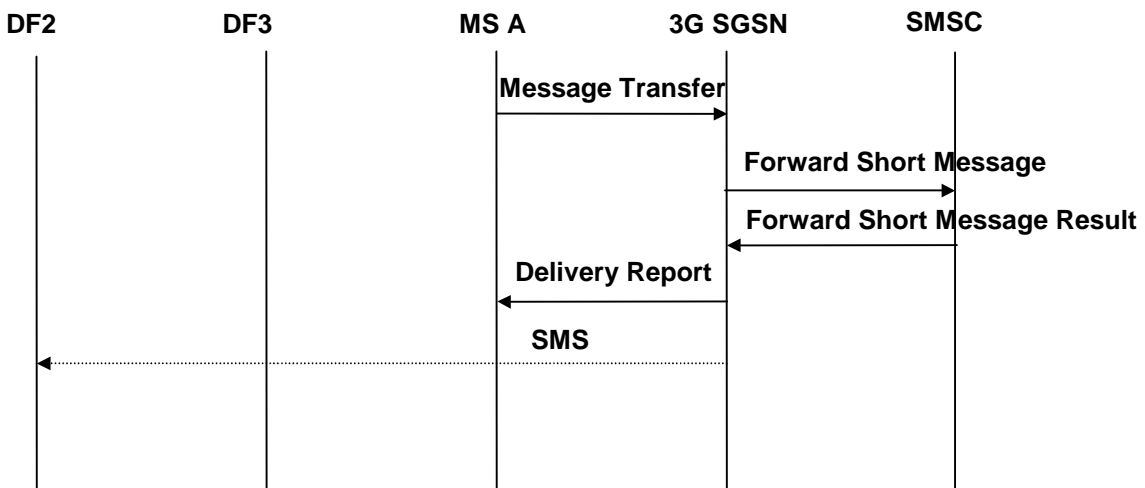 DF2 DF3 MS A 3G SGSN SMSC
Message Transfer
Forward Short Message
Forward Short Message Result
Delivery Report
SMS